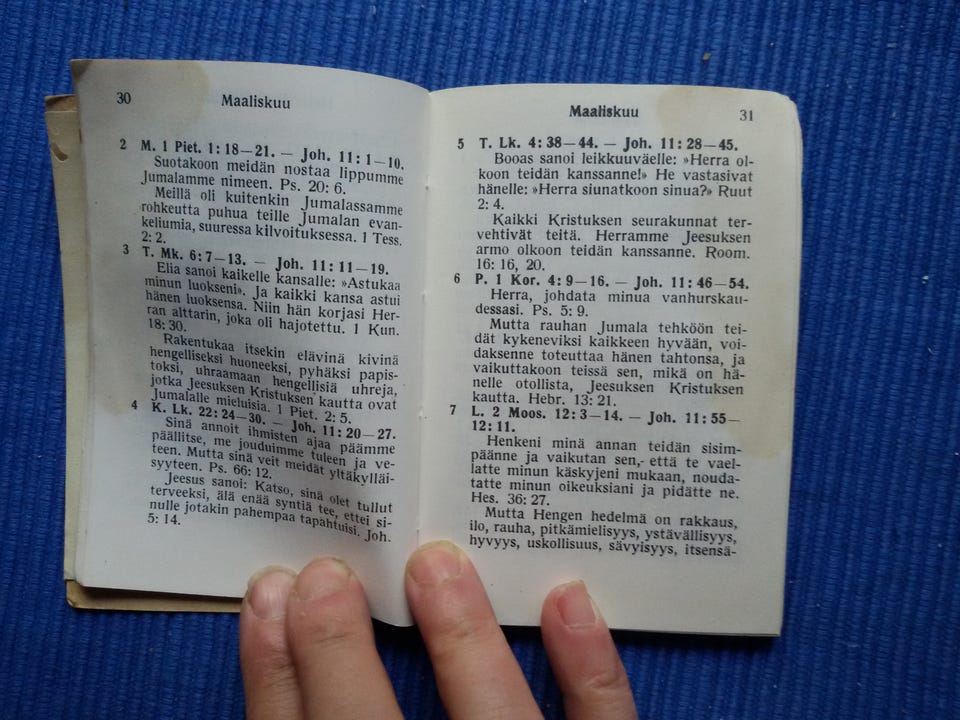 30
Maaliskuu
2 M. 1 Piet. 1: 18—21. — Joh. 11: 1—10.
Suotakoon meidän nostaa lippumme
Jumalamme nimeen. Ps. 20: 6.
Meillä oli kuitenkin Jumalassamme
rohkeutta puhua teille Jumalan evan-
keliumia, suuressa kilvoituksessa. 1 Tess.
2: 2.
3 T. Mk. 6: 7—13. — Joh. 11: 11—19.
Elia sanoi kaikelle kansalle: »Astukaa
minun luokseni». Ja kaikki kansa astui
hänen luoksensa. Niin hän korjasi Her-
ran alttarin, joka oli hajotettu. 1 Kun.
18: 30.
Rakentukaa itsekin elävinä kivinä
hengelliseksi huoneeksi, pyhäksi papis-
toksi, uhraamaan hengellisiä uhreja,
jotka Jeesuksen Kristuksen kautta ovat
Jumalalle mieluisia. 1 Piet. 2: 5.
4 K. Lk. 22: 24—30. — Joh. 11: 20—27.
Sinä annoit ihmisten ajaa päämme
päällitse, me jouduimme tuleen ja ve-
teen. Mutta sinä veit meidät yltäkylläi-
syyteen. Ps. 66: 12.
Jeesus sanoi: Katso, sinä olet tullut
terveeksi, älä enää syntiä tee, ettei si-
nulle jotakin pahempaa tapahtuisi. Joh.
5: 14.
Maaliskuu
31
5 T. Lk. 4: 38—44. — Joh. 11: 28—45.
Booas sanoi leikkuuväelle: »Herra ol-
koon teidän kanssanne!» He vastasivat
hänelle: »Herra siunatkoon sinua?» Ruut
2: 4.
Kaikki Kristuksen seurakunnat ter-
vehtivät teitä. Herramme Jeesuksen
armo olkoon teidän kanssanne. Room.
16: 16, 20.
6 P. 1 Kor. 4: 9—16. — Joh. 11: 46—54.
Herra, johdata minua vanhurskau-
dessasi. Ps. 5: 9.
Mutta rauhan Jumala tehköön tei-
dät kykeneviksi kaikkeen hyvään, voi-
daksenne toteuttaa hänen tahtonsa, ja
vaikuttakoon teissä sen, mikä on hä-
nelle otollista, Jeesuksen Kristuksen
kautta. Hebr. 13: 21.
7 L. 2 Moos. 12: 3—14. — Joh. 11: 55—
12: 11.
Henkeni minä annan teidän sisim-
päänne ja vaikutan sen,- että te vael-
latte minun käskyjeni mukaan, nouda-
tatte minun oikeuksiani ja pidätte ne.
Hes. 36: 27.
Mutta Hengen hedelmä on rakkaus,
ilo, rauha, pitkämielisyys, ystävällisyys,
hyvyys, uskollisuus, sävyisyys, itsensä-